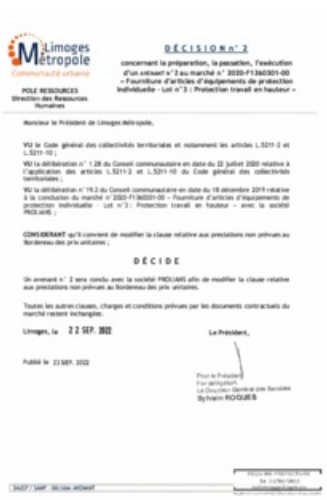 Limoges
Métropole
Communauté urbaine
POLE RESSOURCES
Direction des Ressources
Humaines
DÉCISION n° 2
concernant la préparation, la passation, l'exécution
d'un AVENANT n°2 au marché n° 2020-F1360301-00
- Fourniture d'articles d'équipements de protection
individuelle - Lot n°3 : Protection travail en hauteur -
Monsieur le Président de Limoges Métropole,
VU le Code général des collectivités territoriales et notamment les articles L.5211-2 et
L.5211-10 ;
VU la délibération n° 1.28 du Conseil communautaire en date du 22 juillet 2020 relative à
l'application des articles L.5211-2 et L.5211-10 du Code général des collectivités
territoriales ;
VU la délibération n°19.2 du Conseil communautaire en date du 18 décembre 2019 relative
à la conclusion du marché n°2020-F1360301-00 - Fourniture d'articles d'équipements de
protection individuelle - Lot n°3 : Protection travail en hauteur - avec la société
PROLIANS ;
CONSIDERANT qu'il convient de modifier la clause relative aux prestations non prévues au
Bordereau des prix unitaires ;
DÉCIDE
Un avenant n° 2 sera conclu avec la société PROLIANS afin de modifier la clause relative
aux prestations non prévues au Bordereau des prix unitaires.
Toutes les autres clauses, charges et conditions prévues par les documents contractuels du
marché restent inchangées.
Limoges, la 22 SEP. 2022
Le Président,
Publié le 23 SEP. 2022
Pour le Président
Par délégation,
Le Directeur Général des Services
Sylvain ROQUES